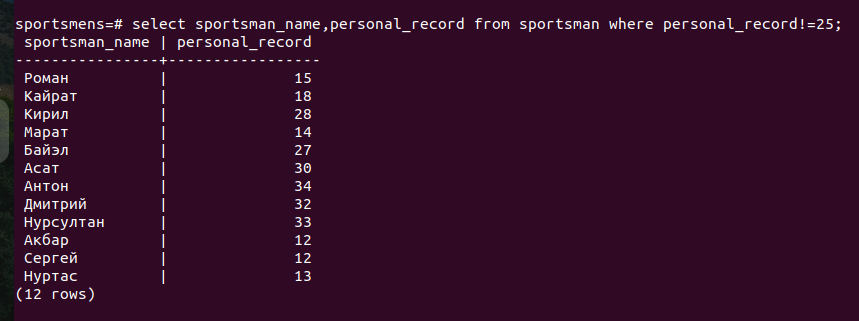 sportsmens=# select sportsman_name,personal_record from sportsman where personal_record!=25;
 sportsman_name | personal_record
----------------+-----------------
 Роман          |              15
 Кайрат         |              18
 Кирил          |              28
 Марат          |              14
 Байэл          |              27
 Асат           |              30
 Антон          |              34
 Дмитрий        |              32
 Нурсултан      |              33
 Акбар          |              12
 Сергей         |              12
 Нуртас         |              13
(12 rows)